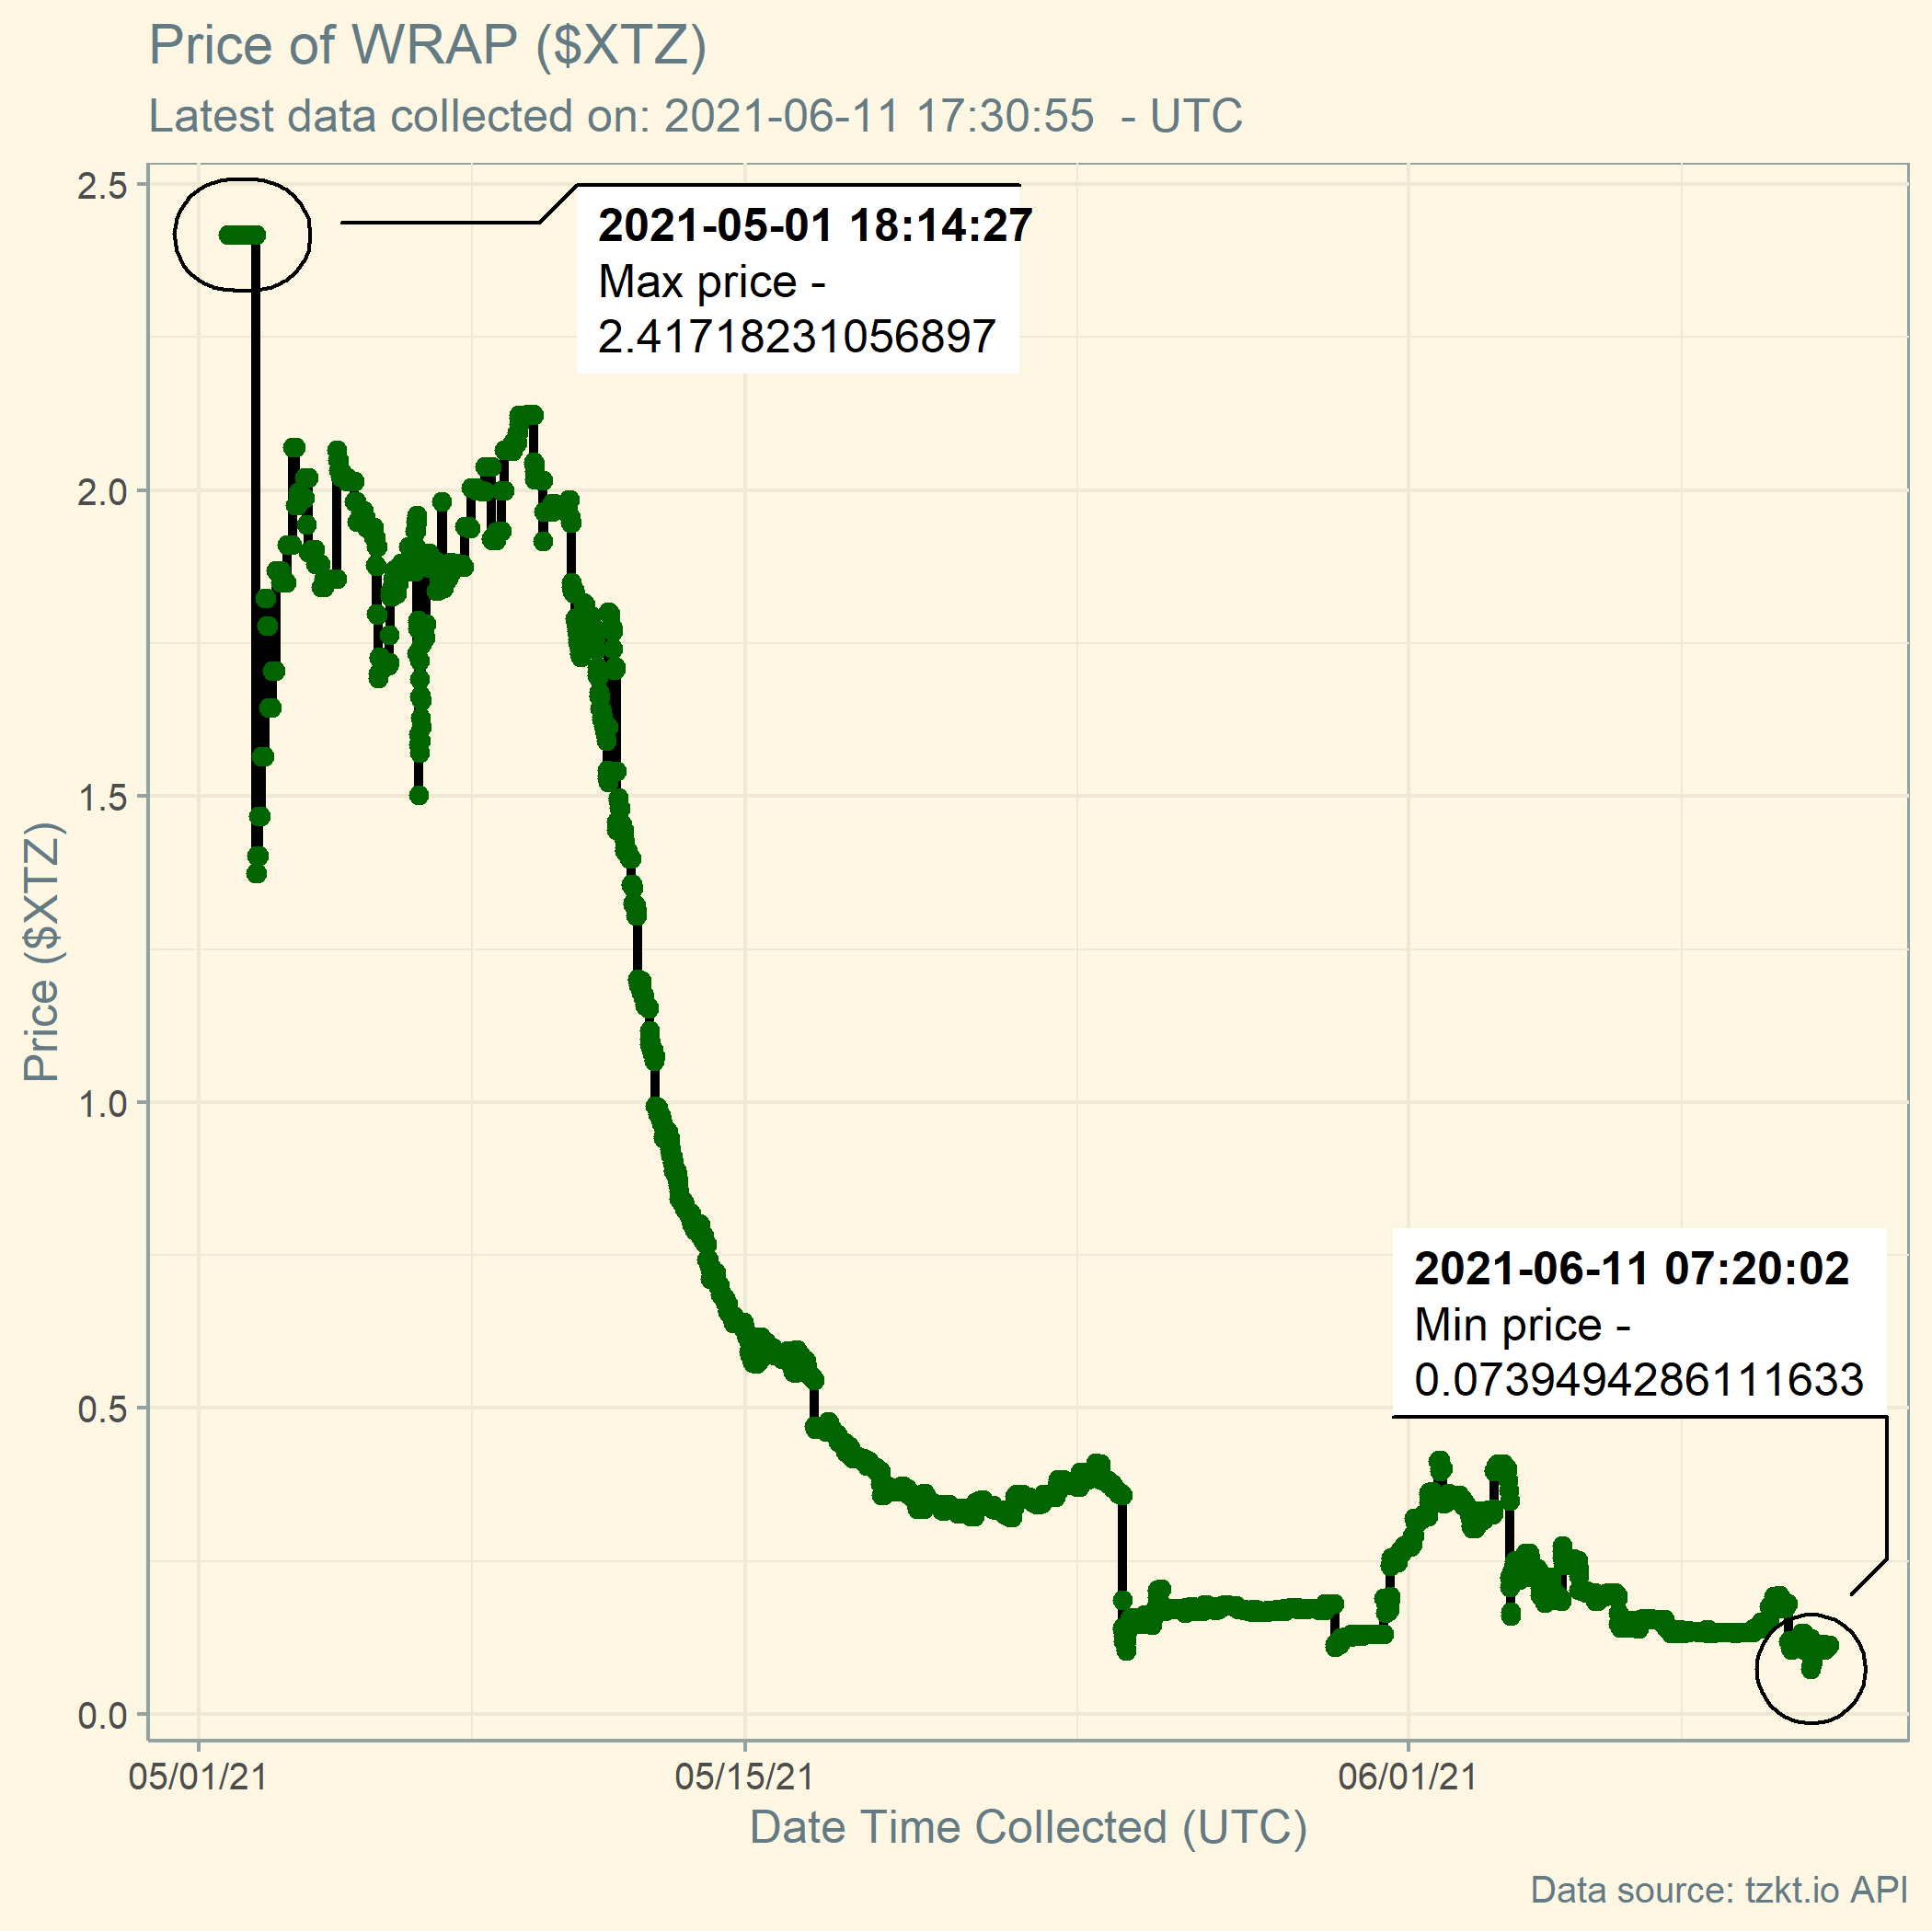 Price of WRAP ($XTZ)
Latest data collected on: 2021-06-11 17:30:55  - UTC
2.5
2.0
1.5
1.0
0.5
0.0
Price ($XTZ)
2021-05-01 18:14:27
Max price -
2.41718231056897
2021-06-11 07:20:02
Min price -
0.0739494286111633
05/01/21
05/15/21
06/01/21
Date Time Collected (UTC)
Data source: tzkt.io API